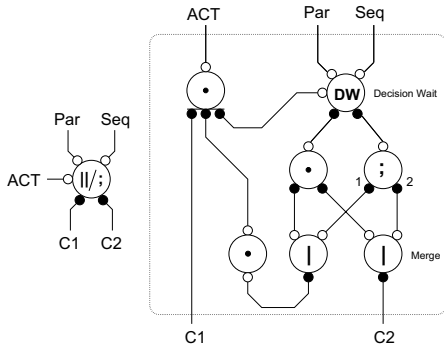 ACT Par Seq
• DW Decision Wait
Par Seq
• ; 1 2
ACT ||/;
C1 C2
• | | Merge
C1 C2